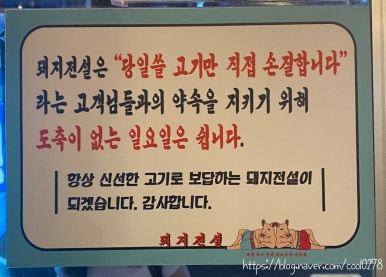 돼지전설은 "당일쓸 고기만 직접 손절합니다"
라는 고객님들과의 약속을 지키기 위해
도축이 없는 일요일은 쉽니다.
항상 신선한 고기로 보답하는 돼지전설이
되겠습니다. 감사합니다.
돼지전설
https://blog.naver.com/cool0278